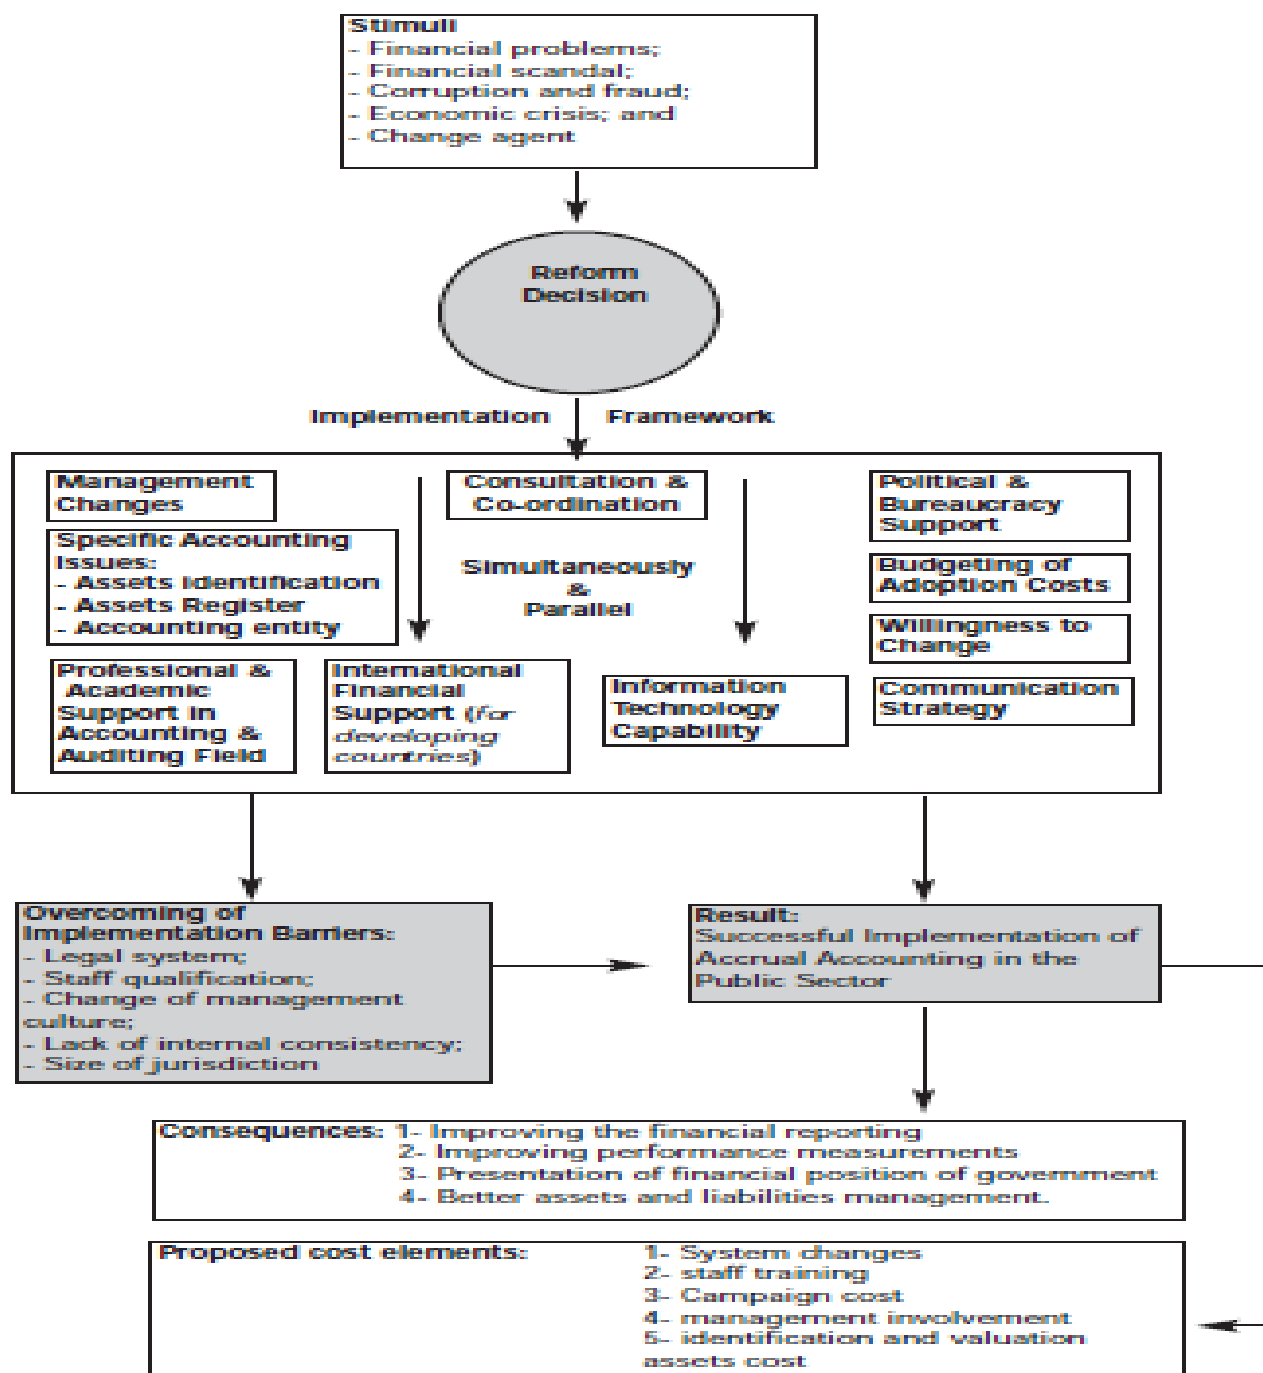 Stimuli
- Financial problems;
- Financial scandal;
- Corruption and fraud;
- Economic crisis; and
- Change agent
Reform
Decision
Implementation Framework
Management
Changes
Specific Accounting
Issues:
- Assets identification
- Assets Register
- Accounting entity
Professional &
Academic
Support in
Accounting &
Auditing Field
Consultation &
Co-ordination
Simultaneously
&
Parallel
International
Financial
Support (for
developing
countries)
Information
Technology
Capability
Political &
Bureaucracy
Support
Budgeting of
Adoption Costs
Willingness to
Change
Communication
Strategy
Overcoming of
Implementation Barriers:
- Legal system;
- Staff qualification;
- Change of management
culture;
- Lack of internal consistency;
- Size of jurisdiction
Result:
Successful Implementation of
Accrual Accounting in the
Public Sector
Consequences: 1- Improving the financial reporting
2- Improving performance measurements
3- Presentation of financial position of government
4- Better assets and liabilities management.
Proposed cost elements: 1- System changes
2- staff training
3- Campaign cost
4- management involvement
5- identification and valuation
assets cost